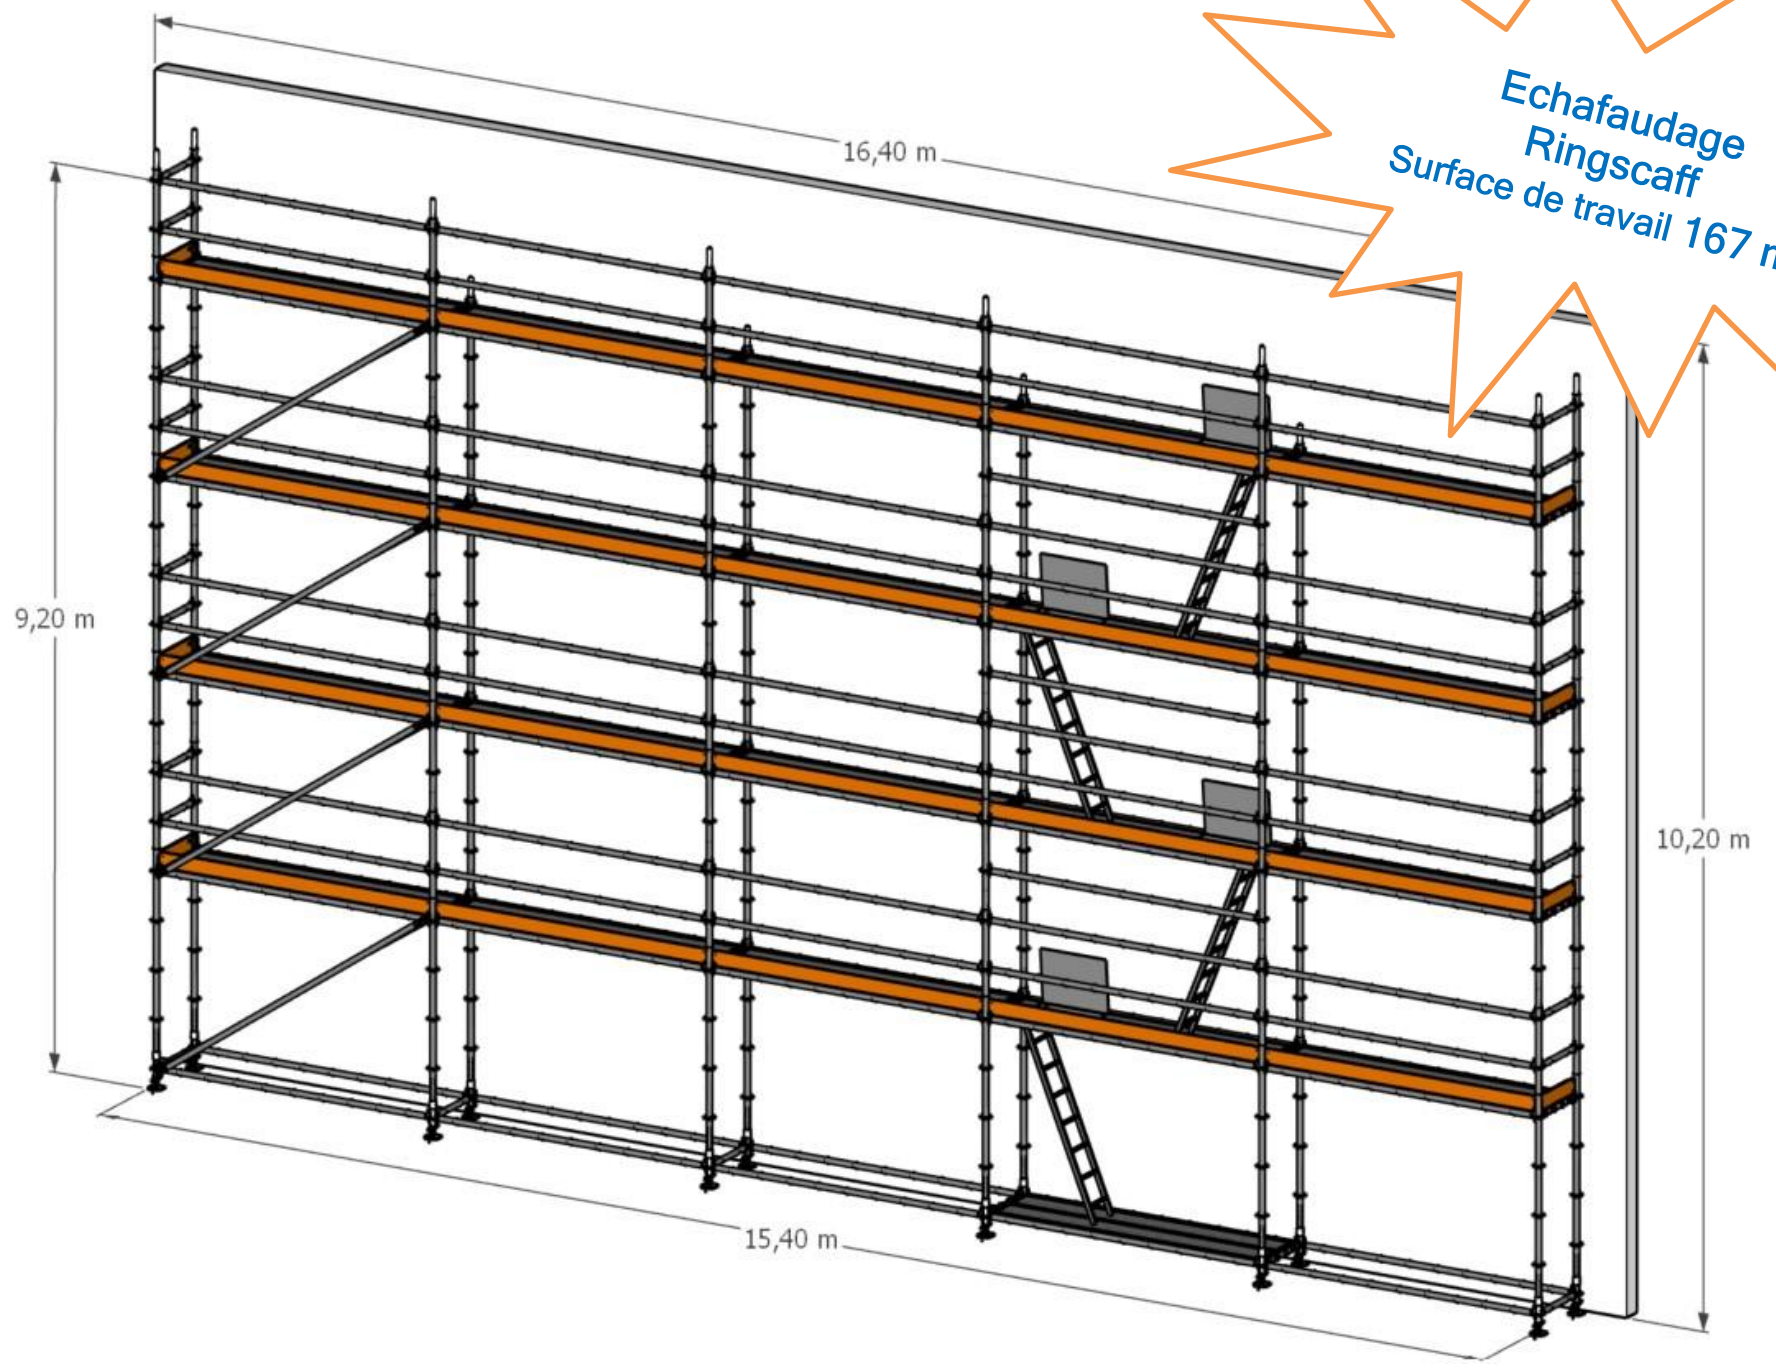 16,40 m
Echafaudage
Ringscaff
Surface de travail 167
9,20 m
10,20 m
15,40 m